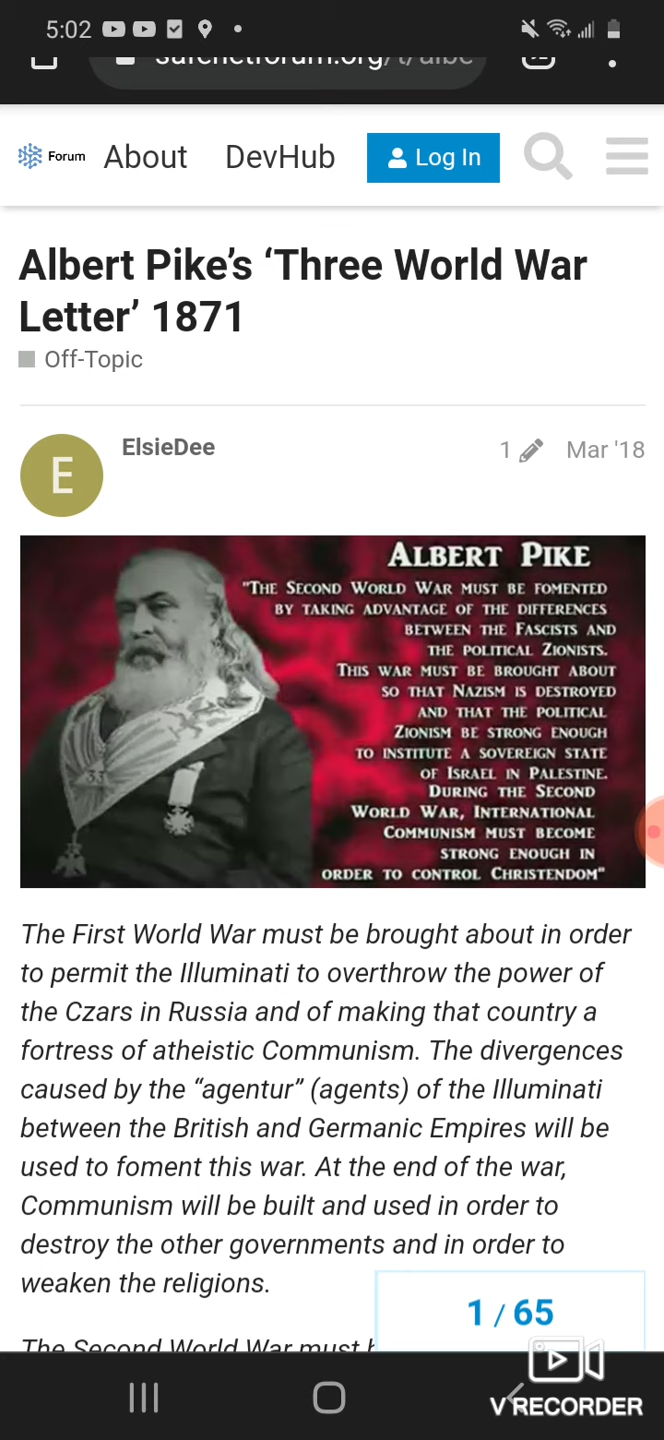 5:02
Forum About DevHub Log In
Albert Pike's 'Three World War
Letter' 1871
Off-Topic
E
ElsieDee
1 Mar '18
ALBERT PIKE
"THE SECOND WORLD WAR MUST BE FOMENTED
BY TAKING ADVANTAGE OF THE DIFFERENCES
BETWEEN THE FASCISTS AND
THE POLITICAL ZIONISTS.
THIS WAR MUST BE BROUGHT ABOUT
SO THAT NAZISM IS DESTROYED
AND THAT THE POLITICAL
ZIONISM BE STRONG ENOUGH
TO INSTITUTE A SOVEREIGN STATE
OF ISRAEL IN PALESTINE.
DURING THE SECOND
WORLD WAR, INTERNATIONAL
COMMUNISM MUST BECOME
STRONG ENOUGH IN
ORDER TO CONTROL CHRISTENDOM"
33
The First World War must be brought about in order
to permit the Illuminati to overthrow the power of
the Czars in Russia and of making that country a
fortress of atheistic Communism. The divergences
caused by the "agentur" (agents) of the Illuminati
between the British and Germanic Empires will be
used to foment this war. At the end of the war,
Communism will be built and used in order to
destroy the other governments and in order to
weaken the religions.
1 / 65
The Second World War must
V RECORDER